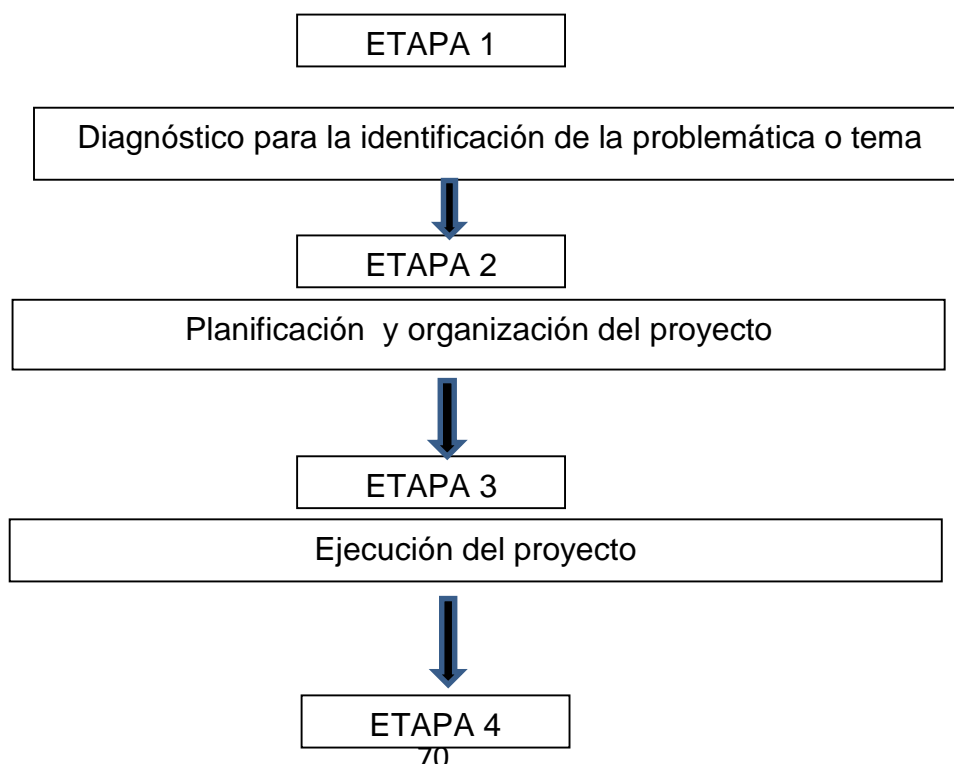 ETAPA 1
Diagnóstico para la identificación de la problemática o tema
ETAPA 2
Planificación y organización del proyecto
ETAPA 3
Ejecución del proyecto
ETAPA 4
70